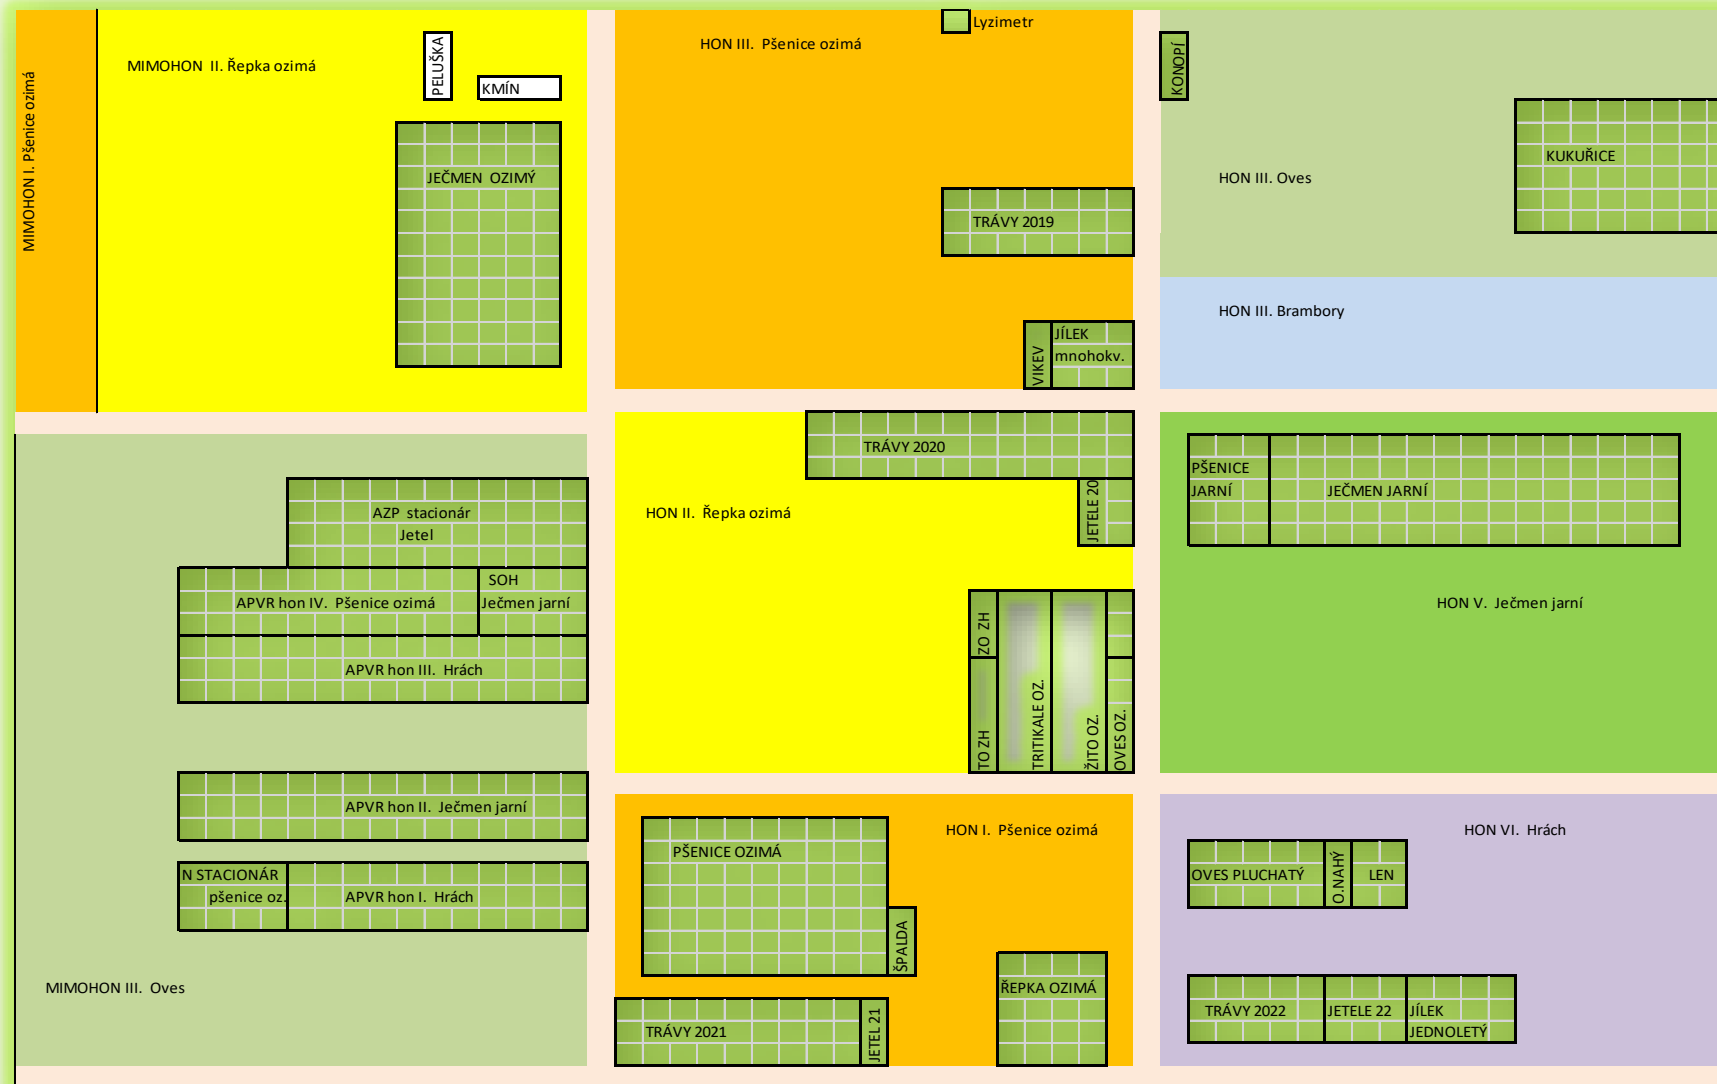 MIMOHON I. Pšenice ozimá
MIMOHON II. Řepka ozimá
PELUŠKA
KMÍN
JEČMEN OZIMÝ
HON III. Pšenice ozimá
Lyzimetr
TRÁVY 2019
VIKEV
JÍLEK
mnohokv.
KONOPÍ
HON III. Oves
KUKUŘICE
HON III. Brambory
AZP stacionár
Jetel
APVR hon IV. Pšenice ozimá
SOH
Ječmen jarní
APVR hon III. Hrách
APVR hon II. Ječmen jarní
N STACIONÁR
pšenice oz.
APVR hon I. Hrách
MIMOHON III. Oves
TRÁVY 2020
HON II. Řepka ozimá
JETELE 20
ZO ZH
TO ZH
TRITIKALE OZ.
ŽITO OZ.
OVES OZ.
PŠENICE
JARNÍ
JEČMEN JARNÍ
HON V. Ječmen jarní
HON I. Pšenice ozimá
PŠENICE OZIMÁ
ŠPALDA
ŘEPKA OZIMÁ
TRÁVY 2021
JETEL 21
HON VI. Hrách
OVES PLUCHATÝ
O.NAHÝ
LEN
TRÁVY 2022
JETELE 22
JÍLEK
JEDNOLETÝ